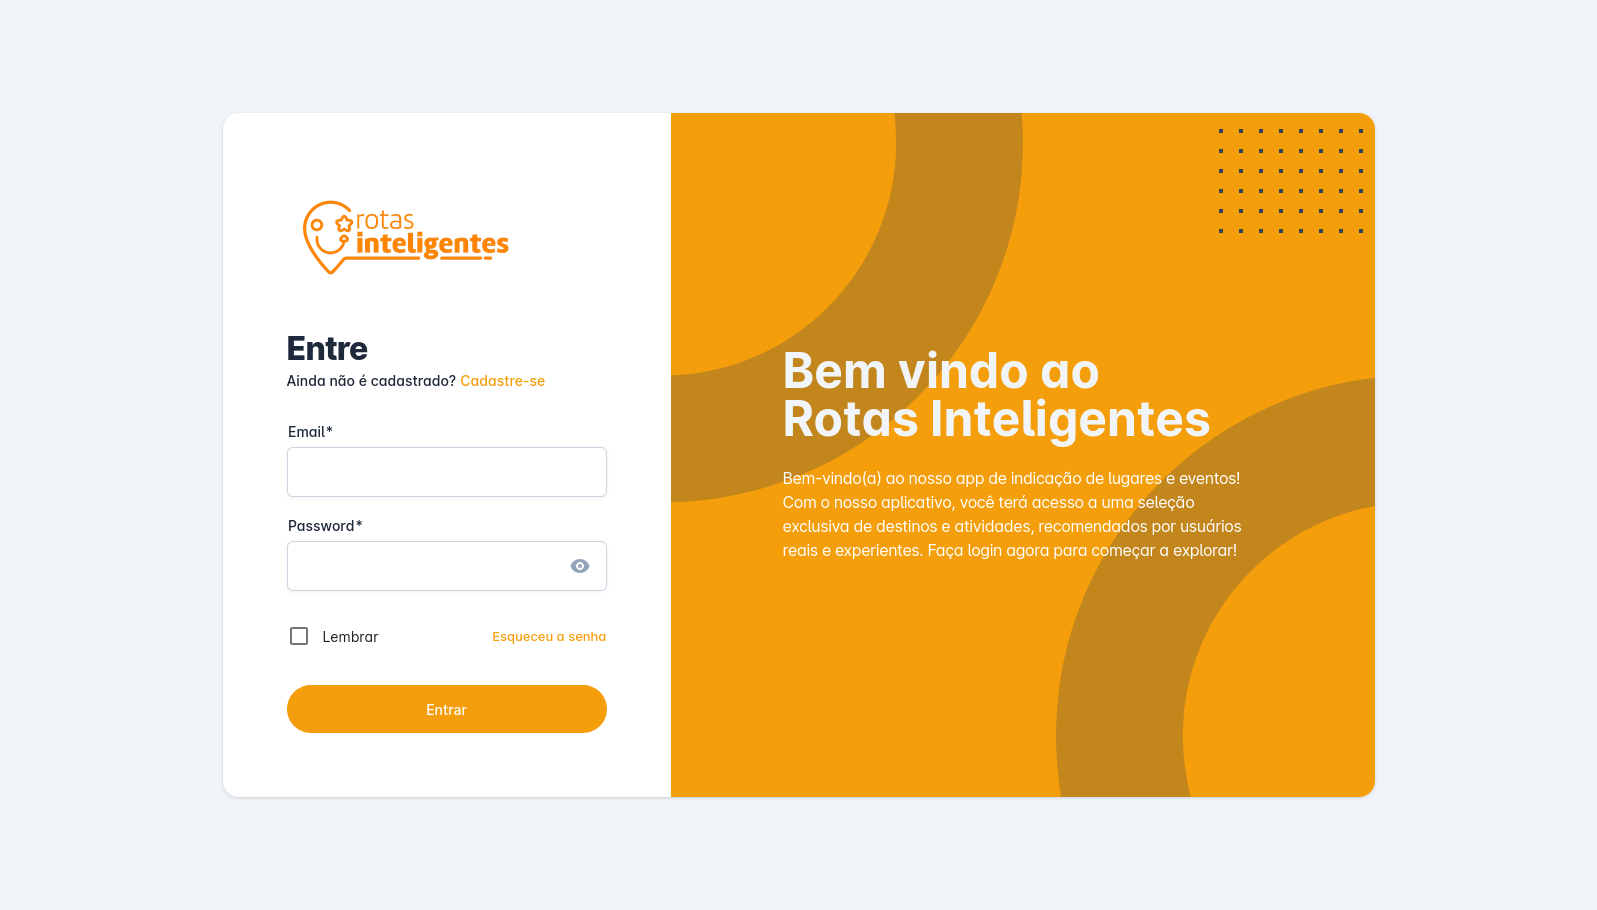 rotas
inteligentes
Entre
Ainda não é cadastrado? Cadastre-se
Email*
Password*
Lembrar
Esqueceu a senha
Entrar
Bem vindo ao
Rotas Inteligentes
Bem-vindo(a) ao nosso app de indicação de lugares e eventos!
Com o nosso aplicativo, você terá acesso a uma seleção
exclusiva de destinos e atividades, recomendados por usuários
reais e experientes. Faça login agora para começar a explorar!